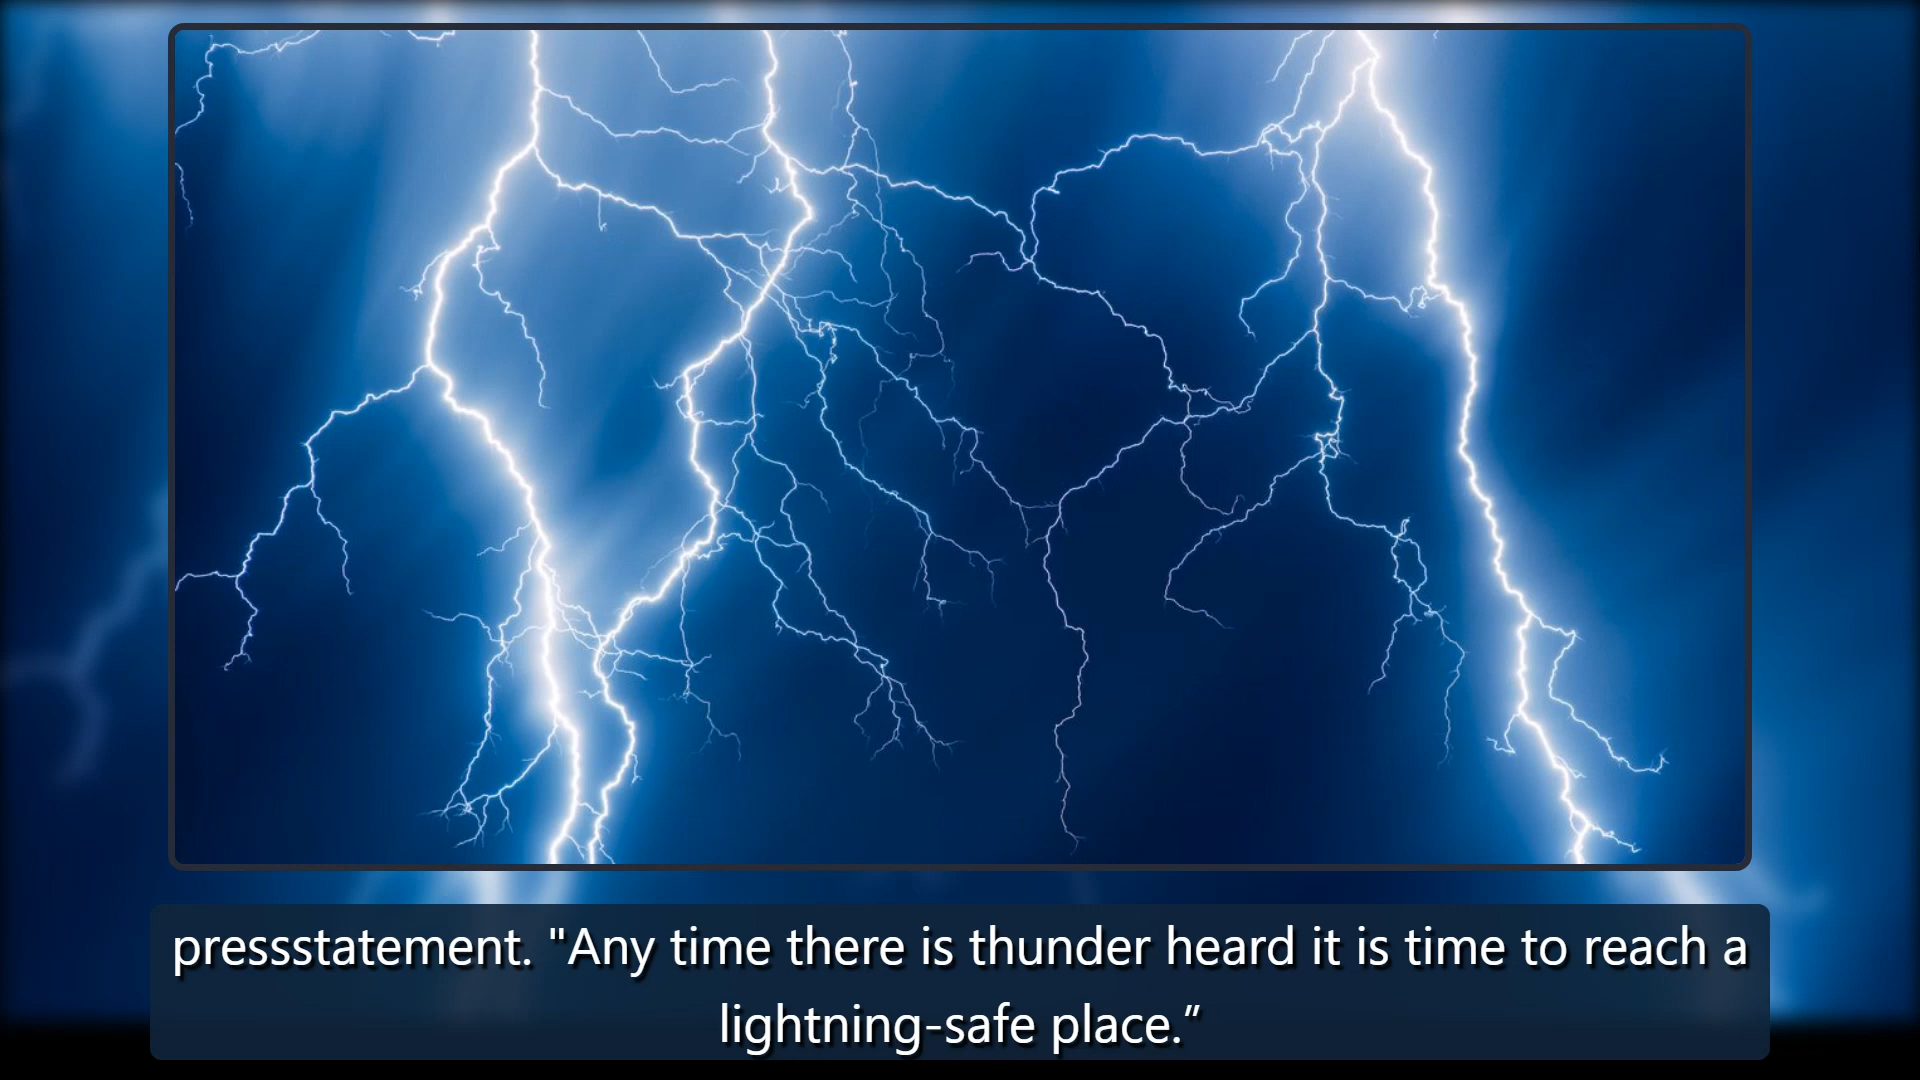 pressstatement. "Any time there is thunder heard it is time to reach a
lightning-safe place.”